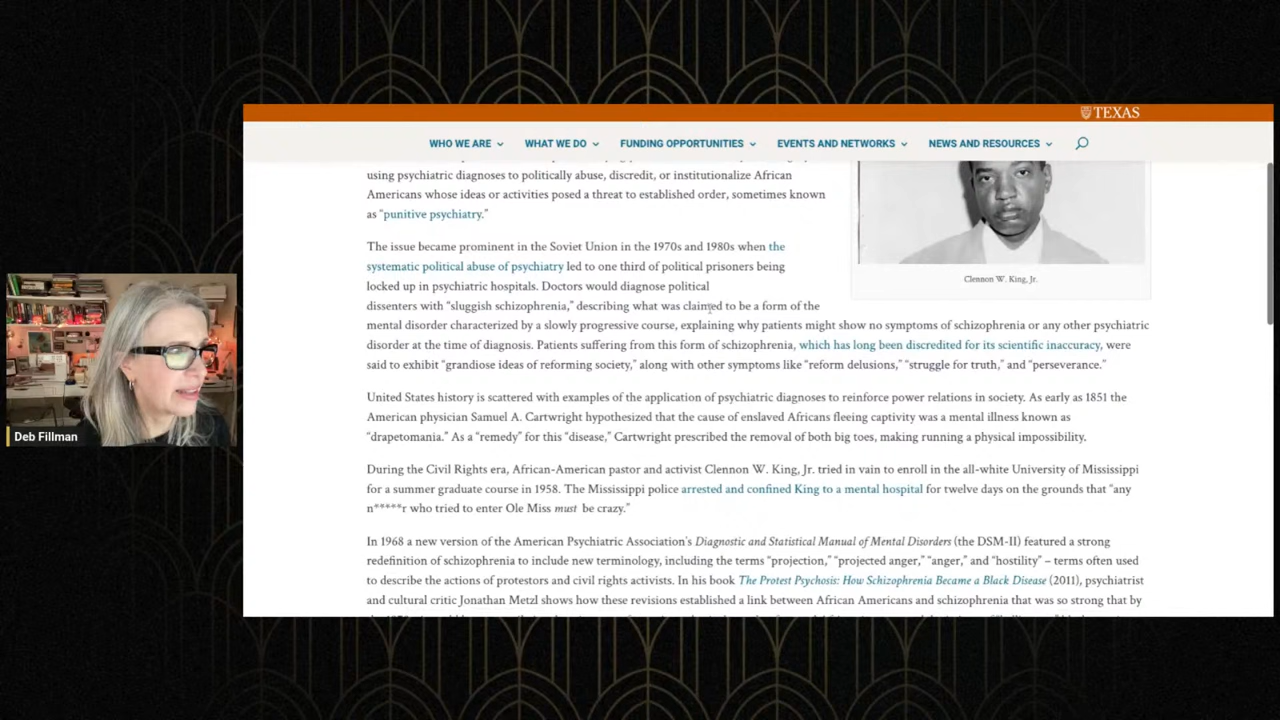 TEXAS
WHO WE ARE
WHAT WE DO
FUNDING OPPORTUNITIES
EVENTS AND NETWORKS
NEWS AND RESOURCES
using psychiatric diagnoses to politically abuse, discredit, or institutionalize African
Americans whose ideas or activities posed a threat to established order, sometimes known
as “punitive psychiatry.”
Clennon W. King, Jr.
The issue became prominent in the Soviet Union in the 1970s and 1980s when the
systematic political abuse of psychiatry led to one third of political prisoners being
locked up in psychiatric hospitals. Doctors would diagnose political
dissenters with “sluggish schizophrenia,” describing what was claimed to be a form of the
mental disorder characterized by a slowly progressive course, explaining why patients might show no symptoms of schizophrenia or any other psychiatric
disorder at the time of diagnosis. Patients suffering from this form of schizophrenia, which has long been discredited for its scientific inaccuracy, were
said to exhibit “grandiose ideas of reforming society,” along with other symptoms like “reform delusions,” “struggle for truth,” and “perseverance.”
United States history is scattered with examples of the application of psychiatric diagnoses to reinforce power relations in society. As early as 1851 the
American physician Samuel A. Cartwright hypothesized that the cause of enslaved Africans fleeing captivity was a mental illness known as
“drapetomania.” As a “remedy” for this “disease,” Cartwright prescribed the removal of both big toes, making running a physical impossibility.
During the Civil Rights era, African-American pastor and activist Clennon W. King, Jr. tried in vain to enroll in the all-white University of Mississippi
for a summer graduate course in 1958. The Mississippi police arrested and confined King to a mental hospital for twelve days on the grounds that “any
n*****r who tried to enter Ole Miss must be crazy.”
In 1968 a new version of the American Psychiatric Association’s Diagnostic and Statistical Manual of Mental Disorders (the DSM-II) featured a strong
redefinition of schizophrenia to include new terminology, including the terms “projection,” “projected anger,” “anger,” and “hostility” – terms often used
to describe the actions of protestors and civil rights activists. In his book The Protest Psychosis: How Schizophrenia Became a Black Disease (2011), psychiatrist
and cultural critic Jonathan Metzl shows how these revisions established a link between African Americans and schizophrenia that was so strong that by
Deb Fillman